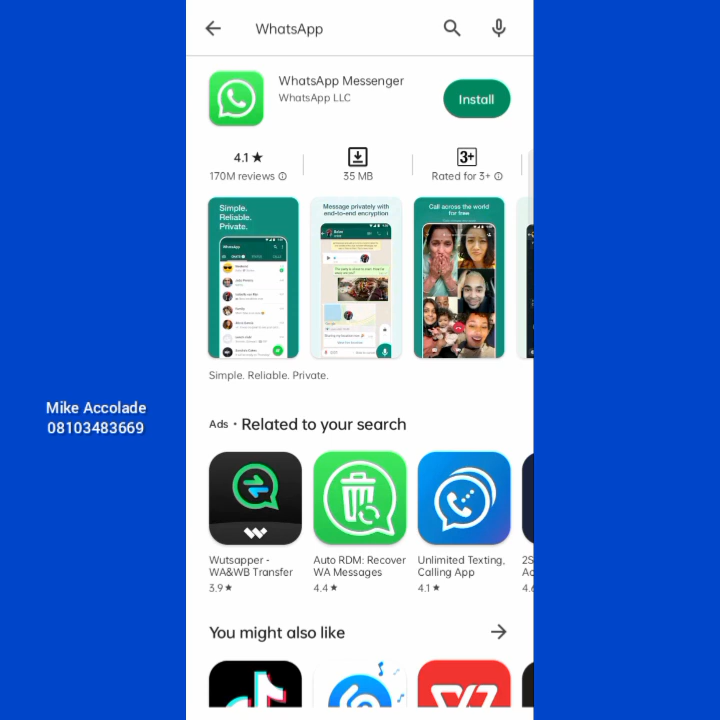 WhatsApp
WhatsApp Messenger
WhatsApp LLC
Install
4.1 ★
170M reviews
35 MB
3+
Rated for 3+
Simple.
Reliable.
Private.
Message privately with
end-to-end encryption
Call across the world
for free
WhatsApp
Simple. Reliable. Private.
Mike Accolade
08103483669
Ads • Related to your search
Wutsapper -
WA&WB Transfer
3.9 ★
Auto RDM: Recover
WA Messages
4.4 ★
Unlimited Texting,
Calling App
4.1 ★
You might also like